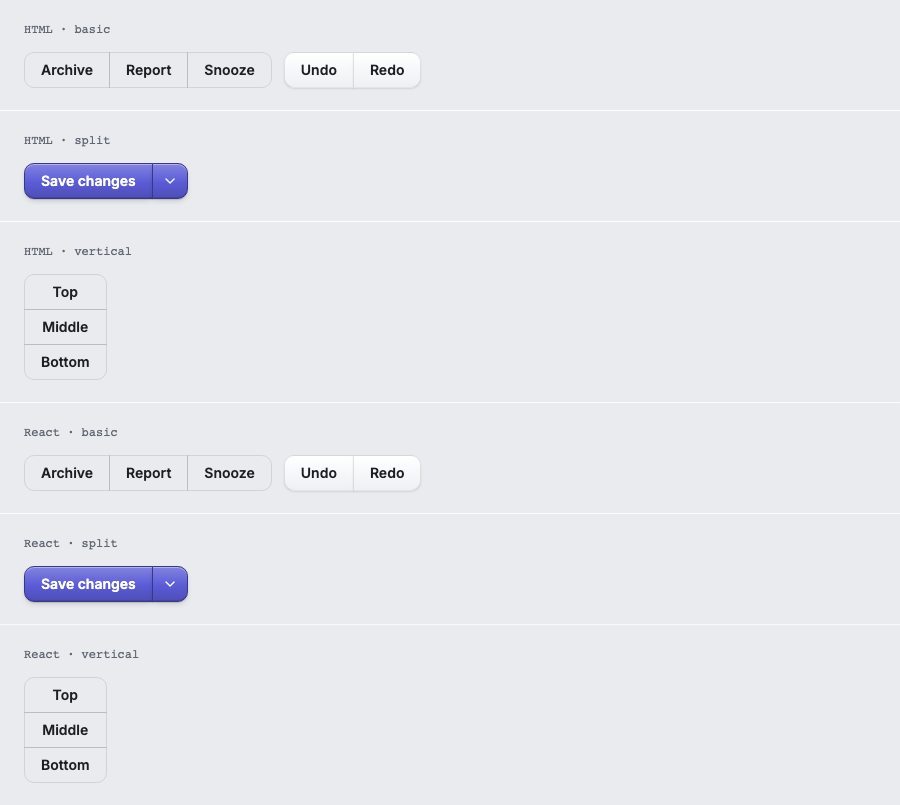 HTML · basic
Archive Report Snooze Undo Redo
HTML · split
Save changes
HTML · vertical
Top
Middle
Bottom
React · basic
Archive Report Snooze Undo Redo
React · split
Save changes
React · vertical
Top
Middle
Bottom